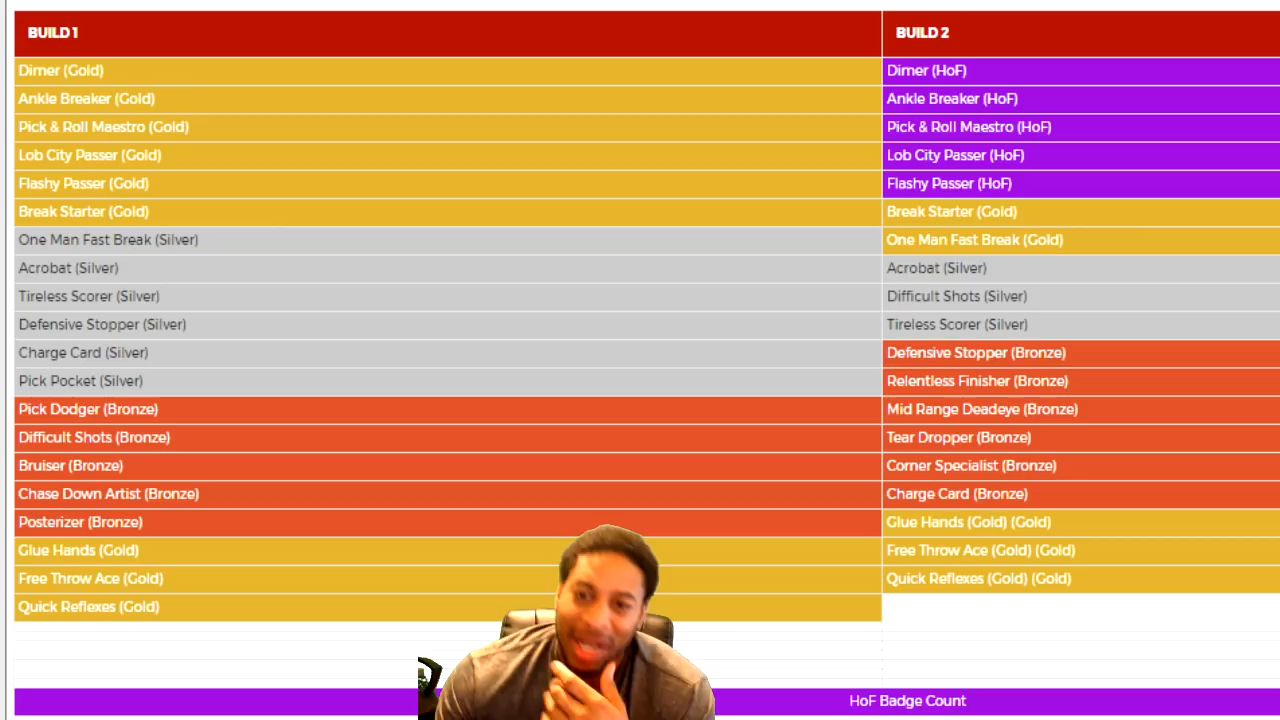 BUILD 1
Dimer (Gold)
Ankle Breaker (Gold)
Pick & Roll Maestro (Gold)
Lob City Passer (Gold)
Flashy Passer (Gold)
Break Starter (Gold)
One Man Fast Break (Silver)
Acrobat (Silver)
Tireless Scorer (Silver)
Defensive Stopper (Silver)
Charge Card (Silver)
Pick Pocket (Silver)
Pick Dodger (Bronze)
Difficult Shots (Bronze)
Bruiser (Bronze)
Chase Down Artist (Bronze)
Posterizer (Bronze)
Glue Hands (Gold)
Free Throw Ace (Gold)
Quick Reflexes (Gold)
BUILD 2
Dimer (HoF)
Ankle Breaker (HoF)
Pick & Roll Maestro (HoF)
Lob City Passer (HoF)
Flashy Passer (HoF)
Break Starter (Gold)
One Man Fast Break (Gold)
Acrobat (Silver)
Difficult Shots (Silver)
Tireless Scorer (Silver)
Defensive Stopper (Bronze)
Relentless Finisher (Bronze)
Mid Range Deadeye (Bronze)
Tear Dropper (Bronze)
Corner Specialist (Bronze)
Charge Card (Bronze)
Glue Hands (Gold) (Gold)
Free Throw Ace (Gold) (Gold)
Quick Reflexes (Gold) (Gold)
HoF Badge Count